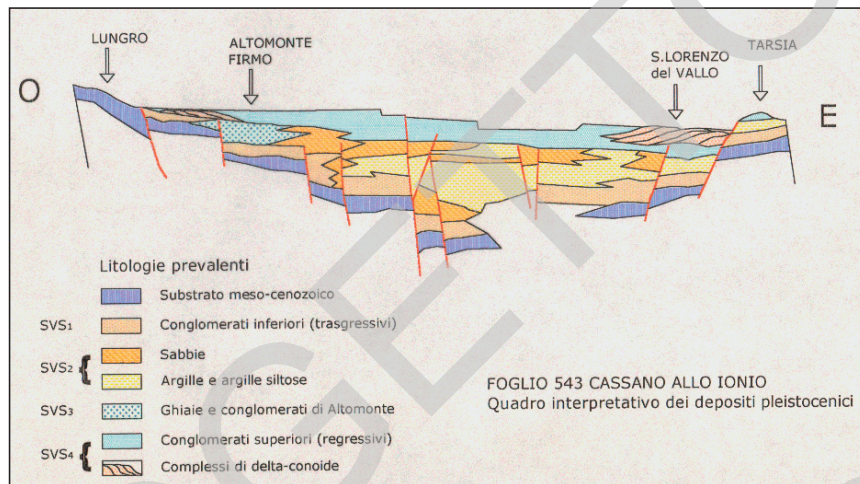 LUNGRO
ALTOMONTE
FIRMO
S.LORENZO
del VALLO
TARSIA
O
E
Litologie prevalenti
Substrato meso-cenozoico
SVS1
Conglomerati inferiori (trasgressivi)
SVS2
{
Sabbie
Argille e argille siltose
SVS3
Ghiaie e conglomerati di Altomonte
SVS4
{
Conglomerati superiori (regressivi)
Complessi di delta-conoide
FOGLIO 543 CASSANO ALLO IONIO
Quadro interpretativo dei depositi pleistocenici